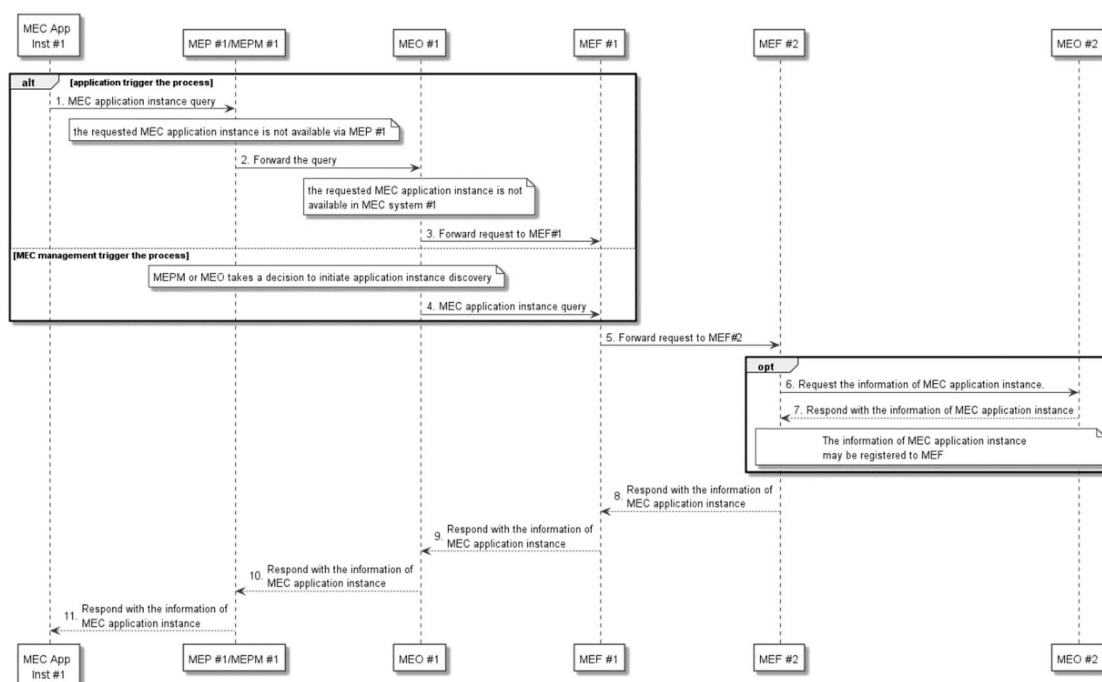 MEC App
Inst #1
MEP #1/MEPM #1
MEO #1
MEF #1
MEF #2
MEO #2
alt
[application trigger the process]
1. MEC application instance query
the requested MEC application instance is not available via MEP #1
2. Forward the query
the requested MEC application instance is not
available in MEC system #1
3. Forward request to MEF#1
[MEC management trigger the process]
MEPM or MEO takes a decision to initiate application instance discovery
4. MEC application instance query
5. Forward request to MEF#2
opt
6. Request the information of MEC application instance.
7. Respond with the information of MEC application instance
The information of MEC application instance
may be registered to MEF
8. Respond with the information of
MEC application instance
9. Respond with the information of
MEC application instance
10. Respond with the information of
MEC application instance
11. Respond with the information of
MEC application instance
MEC App
Inst #1
MEP #1/MEPM #1
MEO #1
MEF #1
MEF #2
MEO #2